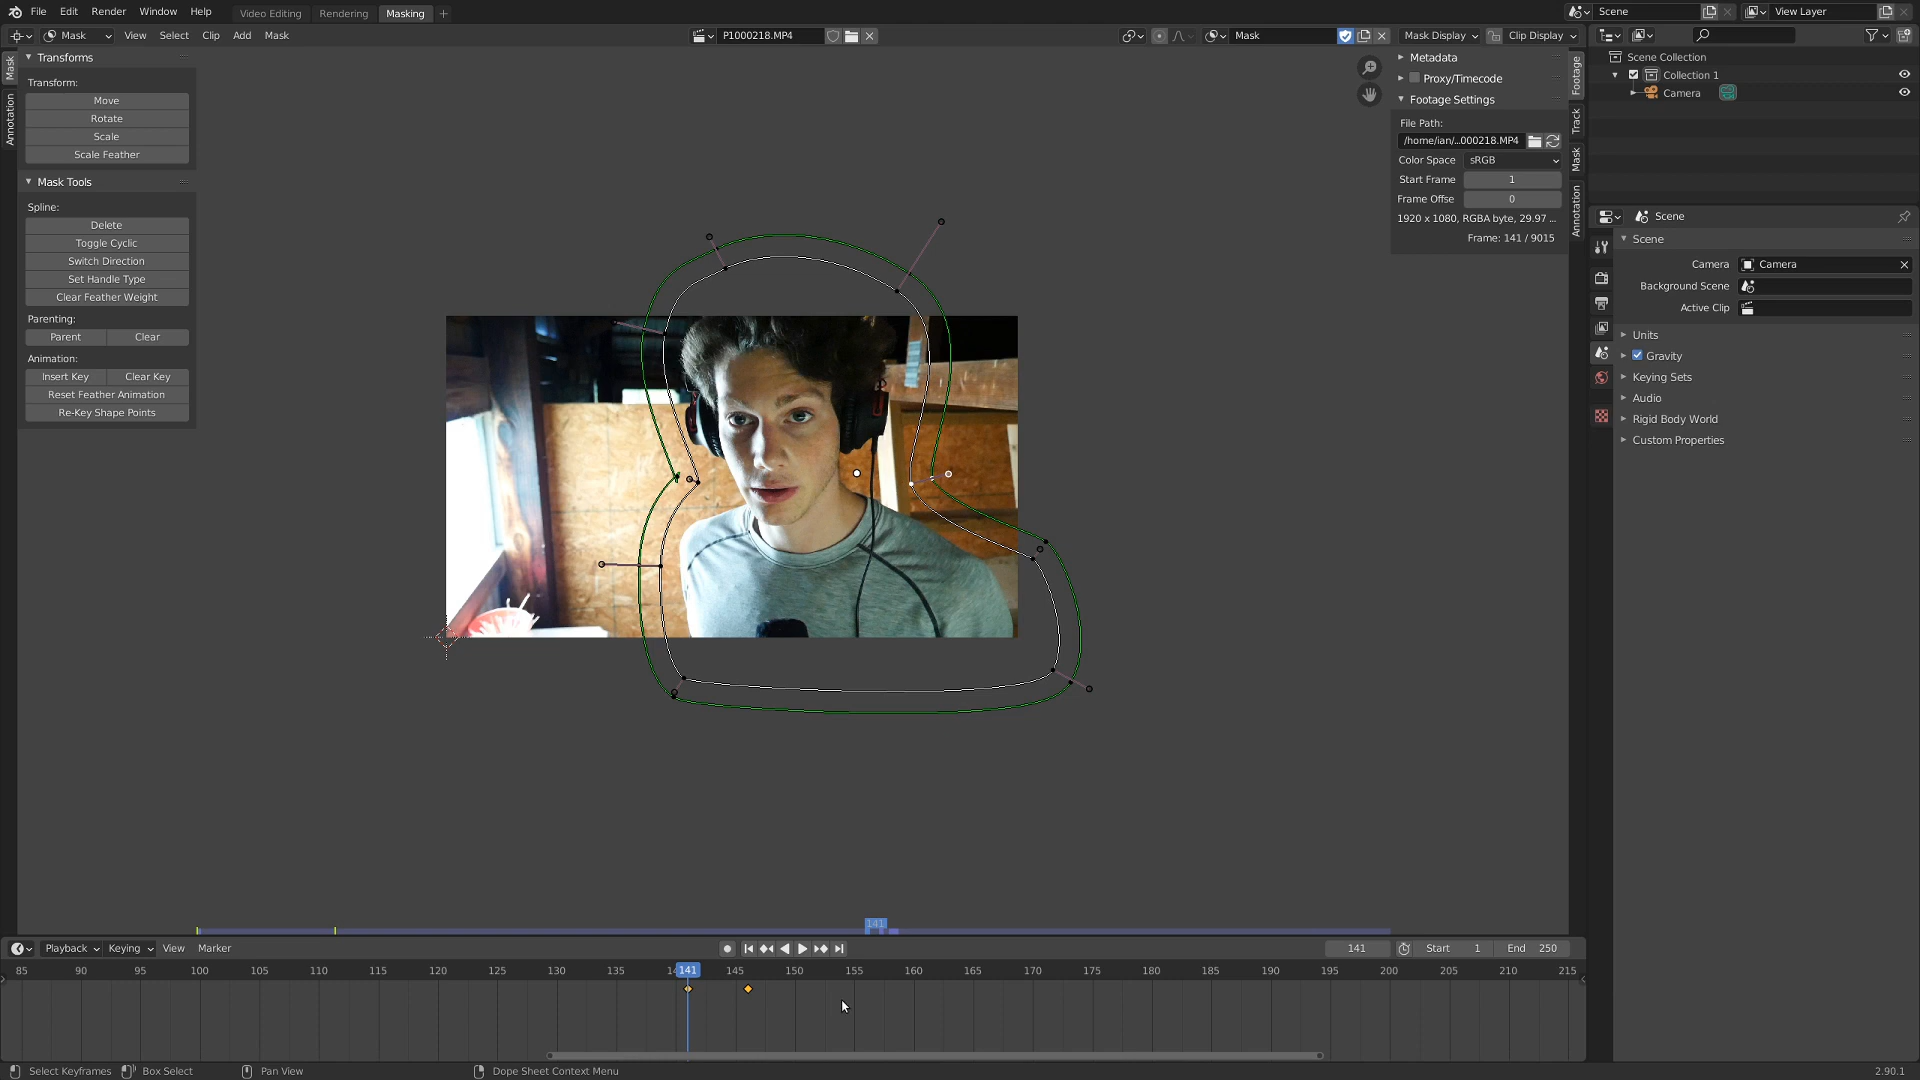 File Edit Render Window Help Video Editing Rendering Masking + Scene View Layer
Mask View Select Clip Add Mask P1000218.MP4 Mask Mask Display Clip Display
Mask
Annotation
Transforms
Transform:
Move
Rotate
Scale
Scale Feather
Mask Tools
Spline:
Delete
Toggle Cyclic
Switch Direction
Set Handle Type
Clear Feather Weight
Parenting:
Parent Clear
Animation:
Insert Key Clear Key
Reset Feather Animation
Re-Key Shape Points
Metadata
Proxy/Timecode
Footage Settings
File Path:
/home/ian/...000218.MP4
Color Space sRGB
Start Frame 1
Frame Offse 0
1920 x 1080, RGBA byte, 29.97 ...
Frame: 141 / 9015
Footage
Track
Mask
Annotation
Scene Collection
Collection 1
Camera
Scene
Scene
Camera Camera
Background Scene
Active Clip
Units
Gravity
Keying Sets
Audio
Rigid Body World
Custom Properties
141
Playback Keying View Marker 141 Start 1 End 250
85 90 95 100 105 110 115 120 125 130 135 141 145 150 155 160 165 170 175 180 185 190 195 200 205 210 215
Select Keyframes Box Select Pan View Dope Sheet Context Menu 2.90.1